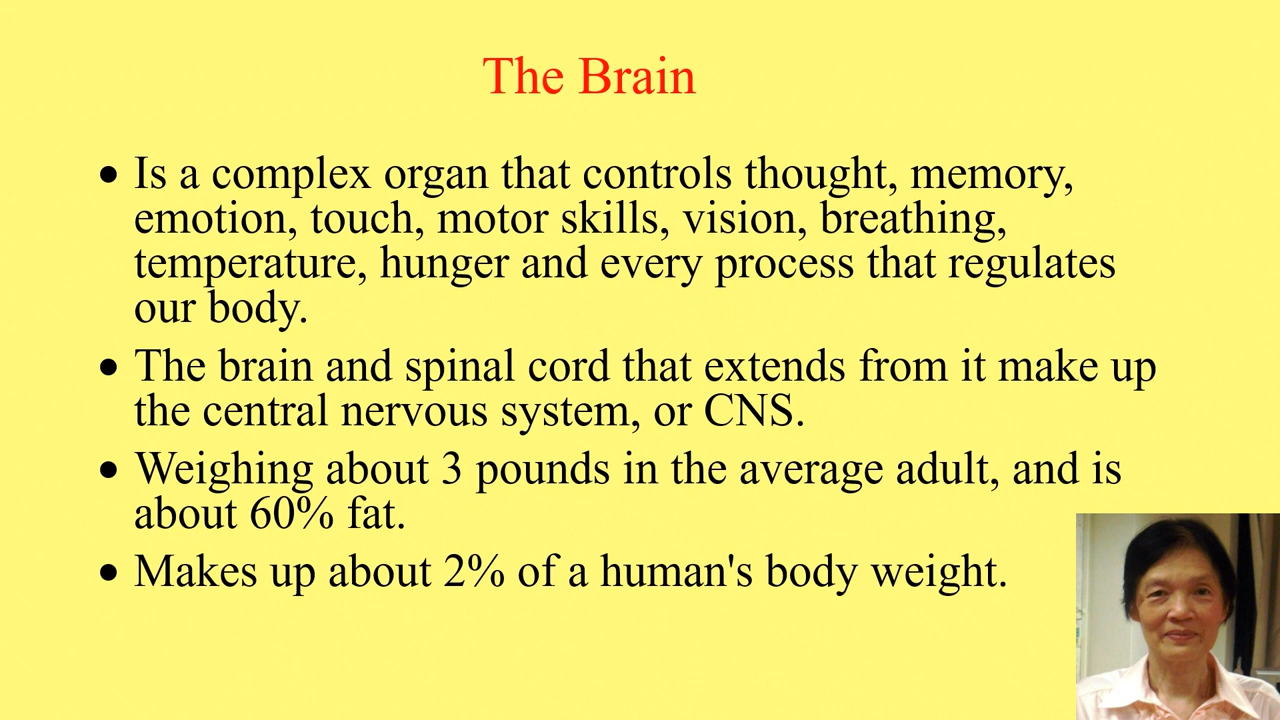 The Brain
• Is a complex organ that controls thought, memory,
emotion, touch, motor skills, vision, breathing,
temperature, hunger and every process that regulates
our body.
• The brain and spinal cord that extends from it make up
the central nervous system, or CNS.
• Weighing about 3 pounds in the average adult, and is
about 60% fat.
• Makes up about 2% of a human's body weight.